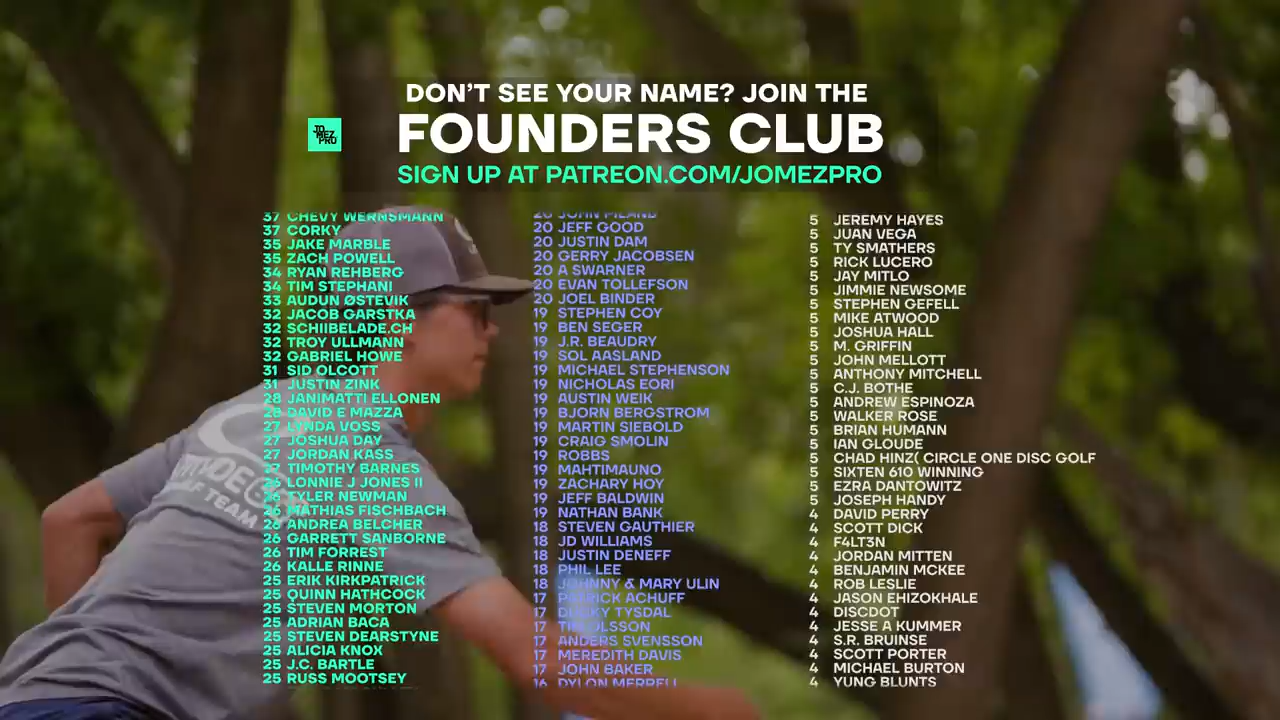 DON'T SEE YOUR NAME? JOIN THE
JO
MEZ
PRO
FOUNDERS CLUB
SIGN UP AT PATREON.COM/JOMEZPRO
37 CHEVY WERNSMANN
37 CORKY
35 JAKE MARBLE
35 ZACH POWELL
34 RYAN REHBERG
34 TIM STEPHANI
33 AUDUN ØSTEVIK
32 JACOB GARSTKA
32 SCHIIBELADE.CH
32 TROY ULLMANN
32 GABRIEL HOWE
31 SID OLCOTT
31 JUSTIN ZINK
28 JANIMATTI ELLONEN
28 DAVID E MAZZA
27 LYNDA VOSS
27 JOSHUA DAY
27 JORDAN KASS
27 TIMOTHY BARNES
26 LONNIE J JONES II
26 TYLER NEWMAN
26 MATHIAS FISCHBACH
26 ANDREA BELCHER
26 GARRETT SANBORNE
26 TIM FORREST
26 KALLE RINNE
25 ERIK KIRKPATRICK
25 QUINN HATHCOCK
25 STEVEN MORTON
25 ADRIAN BACA
25 STEVEN DEARSTYNE
25 ALICIA KNOX
25 J.C. BARTLE
25 RUSS MOOTSEY
20 JOHN PILAND
20 JEFF GOOD
20 JUSTIN DAM
20 GERRY JACOBSEN
20 A SWARNER
20 EVAN TOLLEFSON
20 JOEL BINDER
19 STEPHEN COY
19 BEN SEGER
19 J.R. BEAUDRY
19 SOL AASLAND
19 MICHAEL STEPHENSON
19 NICHOLAS EORI
19 AUSTIN WEIK
19 BJORN BERGSTROM
19 MARTIN SIEBOLD
19 CRAIG SMOLIN
19 ROBBS
19 MAHTIMAUNO
19 ZACHARY HOY
19 JEFF BALDWIN
19 NATHAN BANK
18 STEVEN GAUTHIER
18 JD WILLIAMS
18 JUSTIN DENEFF
18 PHIL LEE
18 JOHNNY & MARY ULIN
17 PATRICK ACHUFF
17 DUCKY TYSDAL
17 TIM OLSSON
17 ANDERS SVENSSON
17 MEREDITH DAVIS
17 JOHN BAKER
16 DYLON MERRELL
5 JEREMY HAYES
5 JUAN VEGA
5 TY SMATHERS
5 RICK LUCERO
5 JAY MITLO
5 JIMMIE NEWSOME
5 STEPHEN GEFELL
5 MIKE ATWOOD
5 JOSHUA HALL
5 M. GRIFFIN
5 JOHN MELLOTT
5 ANTHONY MITCHELL
5 C.J. BOTHE
5 ANDREW ESPINOZA
5 WALKER ROSE
5 BRIAN HUMANN
5 IAN GLOUDE
5 CHAD HINZ( CIRCLE ONE DISC GOLF
5 SIXTEN 610 WINNING
5 EZRA DANTOWITZ
5 JOSEPH HANDY
4 DAVID PERRY
4 SCOTT DICK
4 F4LT3N
4 JORDAN MITTEN
4 BENJAMIN MCKEE
4 ROB LESLIE
4 JASON EHIZOKHALE
4 DISCDOT
4 JESSE A KUMMER
4 S.R. BRUINSE
4 SCOTT PORTER
4 MICHAEL BURTON
4 YUNG BLUNTS
TEAM